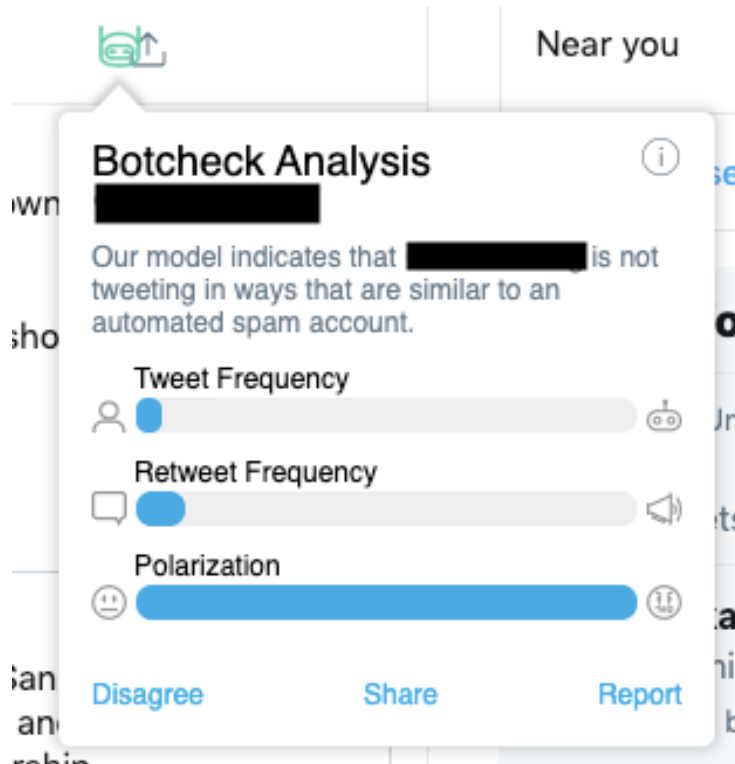 Near you
Botcheck Analysis
Our model indicates that is not
tweeting in ways that are similar to an
automated spam account.
Tweet Frequency
Retweet Frequency
Polarization
Disagree Share Report
an